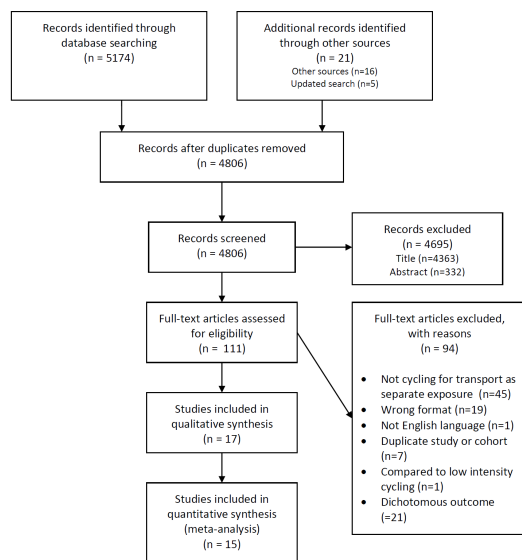 Records identified through
database searching
(n = 5174)
Additional records identified
through other sources
(n = 21)
Other sources (n=16)
Updated search (n=5)
Records after duplicates removed
(n = 4806)
Records screened
(n = 4806)
Records excluded
(n = 4695)
Title (n=4363)
Abstract (n=332)
Full-text articles assessed
for eligibility
(n = 111)
Full-text articles excluded,
with reasons
(n = 94)
• Not cycling for transport as
separate exposure (n=45)
• Wrong format (n=19)
• Not English language (n=1)
• Duplicate study or cohort
(n=7)
• Compared to low intensity
cycling (n=1)
• Dichotomous outcome
(=21)
Studies included in
qualitative synthesis
(n = 17)
Studies included in
quantitative synthesis
(meta-analysis)
(n = 15)